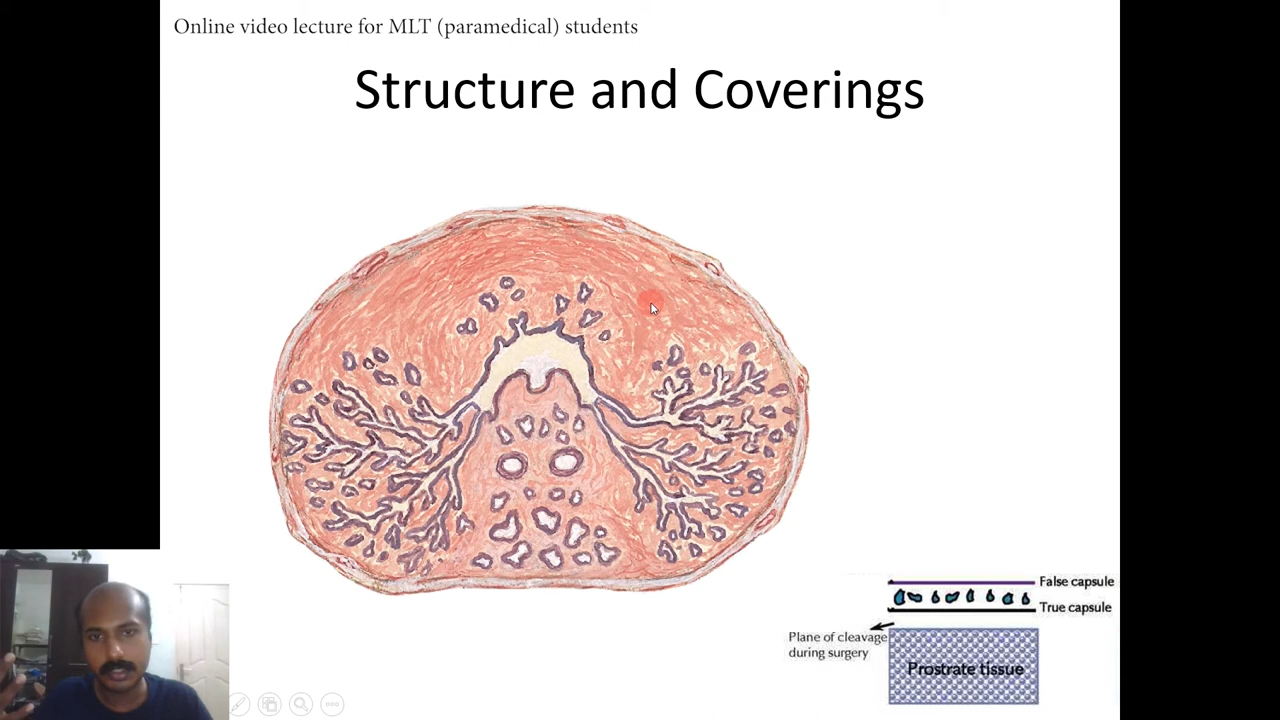 Online video lecture for MLT (paramedical) students
Structure and Coverings
False capsule
True capsule
Plane of cleavage
during surgery
Prostrate tissue